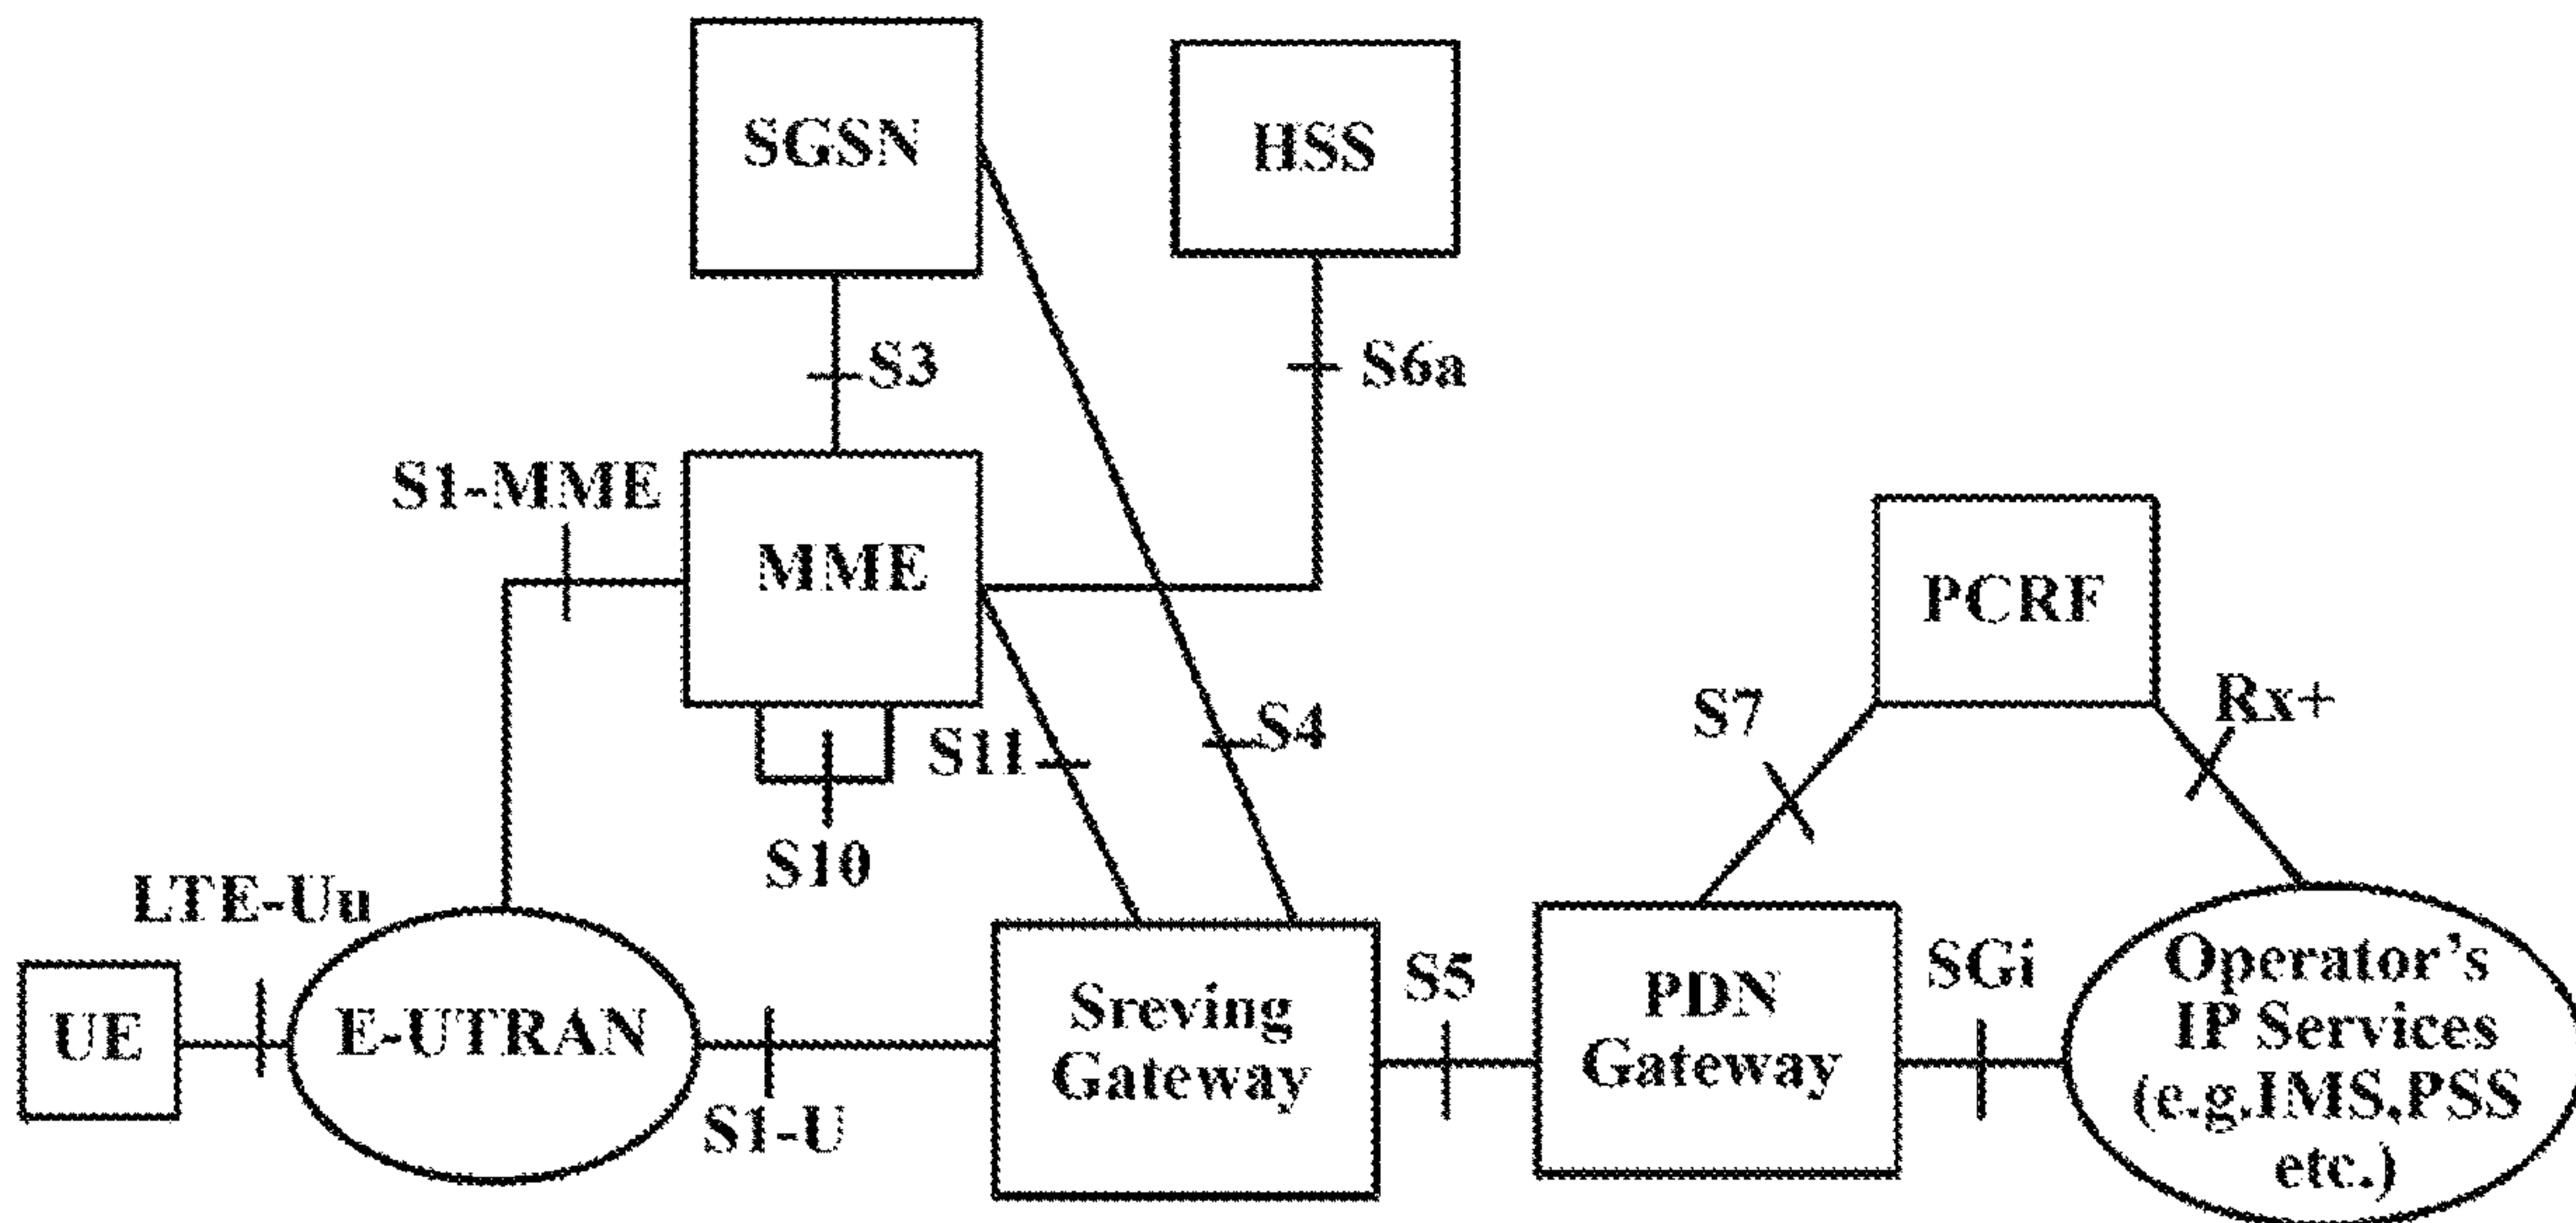 SGSN
HSS
S3
S6a
S1-MME
MME
PCRF
S7
Rx+
S11
S4
S10
LTE-Uu
UE
E-UTRAN
S1-U
Sreving
Gateway
S5
PDN
Gateway
SGi
Operator's
IP Services
(e.g.IMS,PSS
etc.)